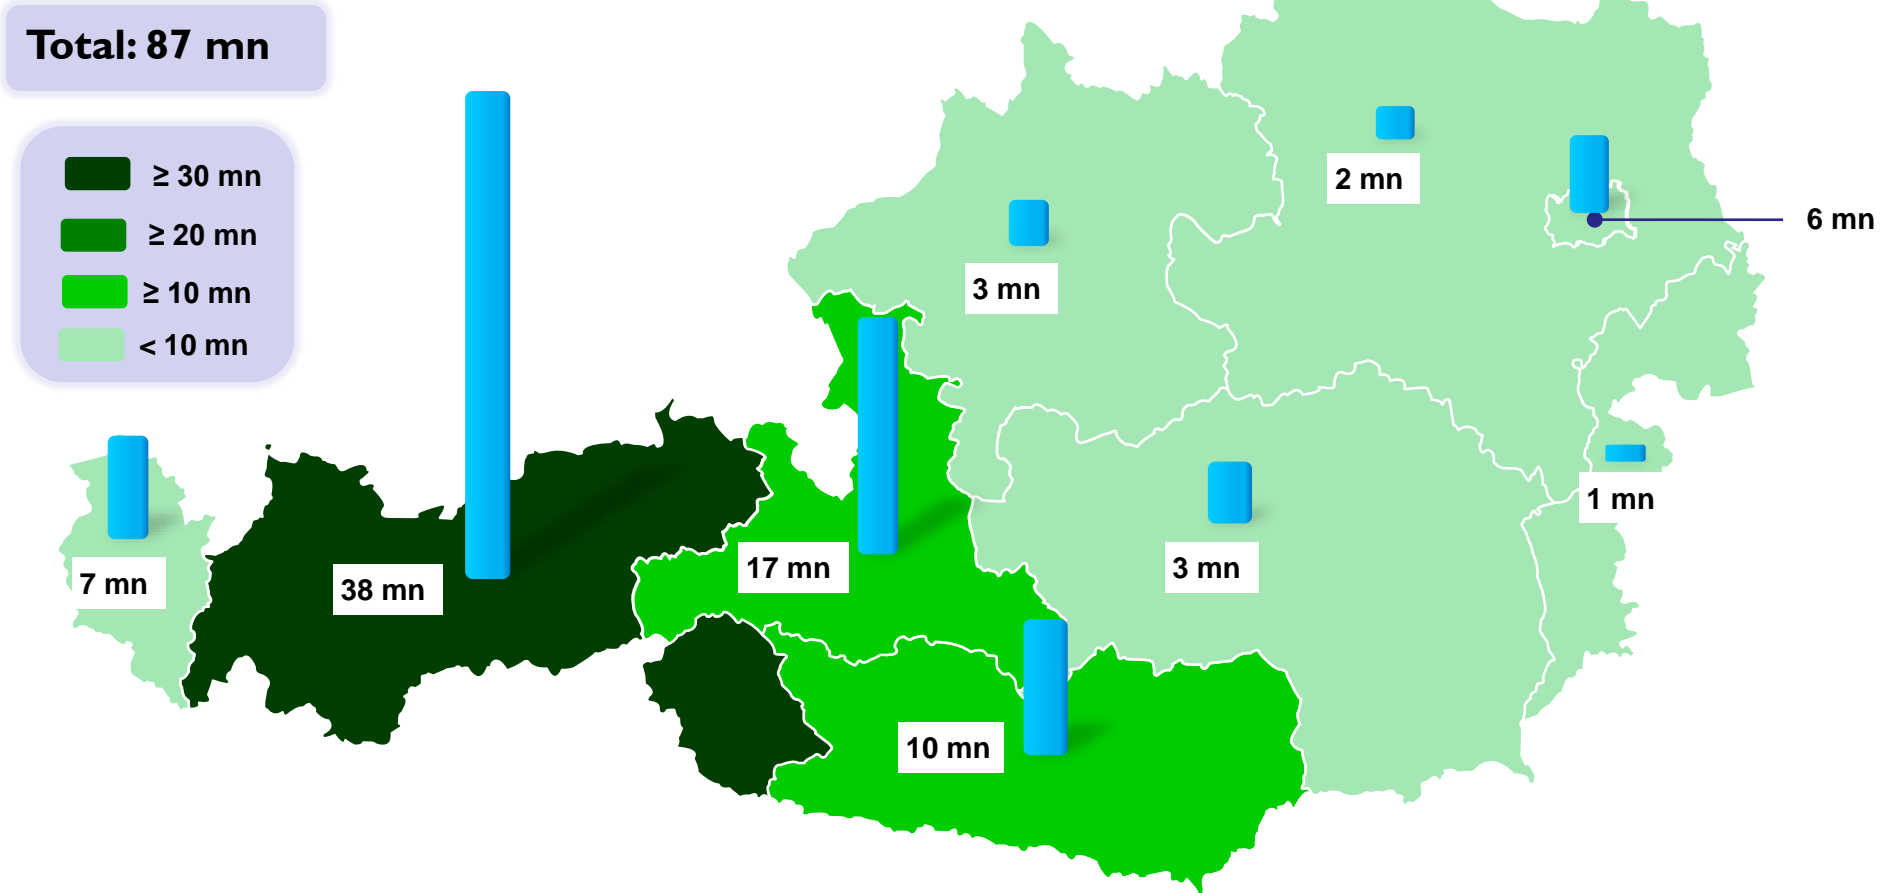 Total: 87 mn
≥ 30 mn
≥ 20 mn
≥ 10 mn
< 10 mn
2 mn
6 mn
3 mn
1 mn
17 mn
3 mn
7 mn
38 mn
10 mn